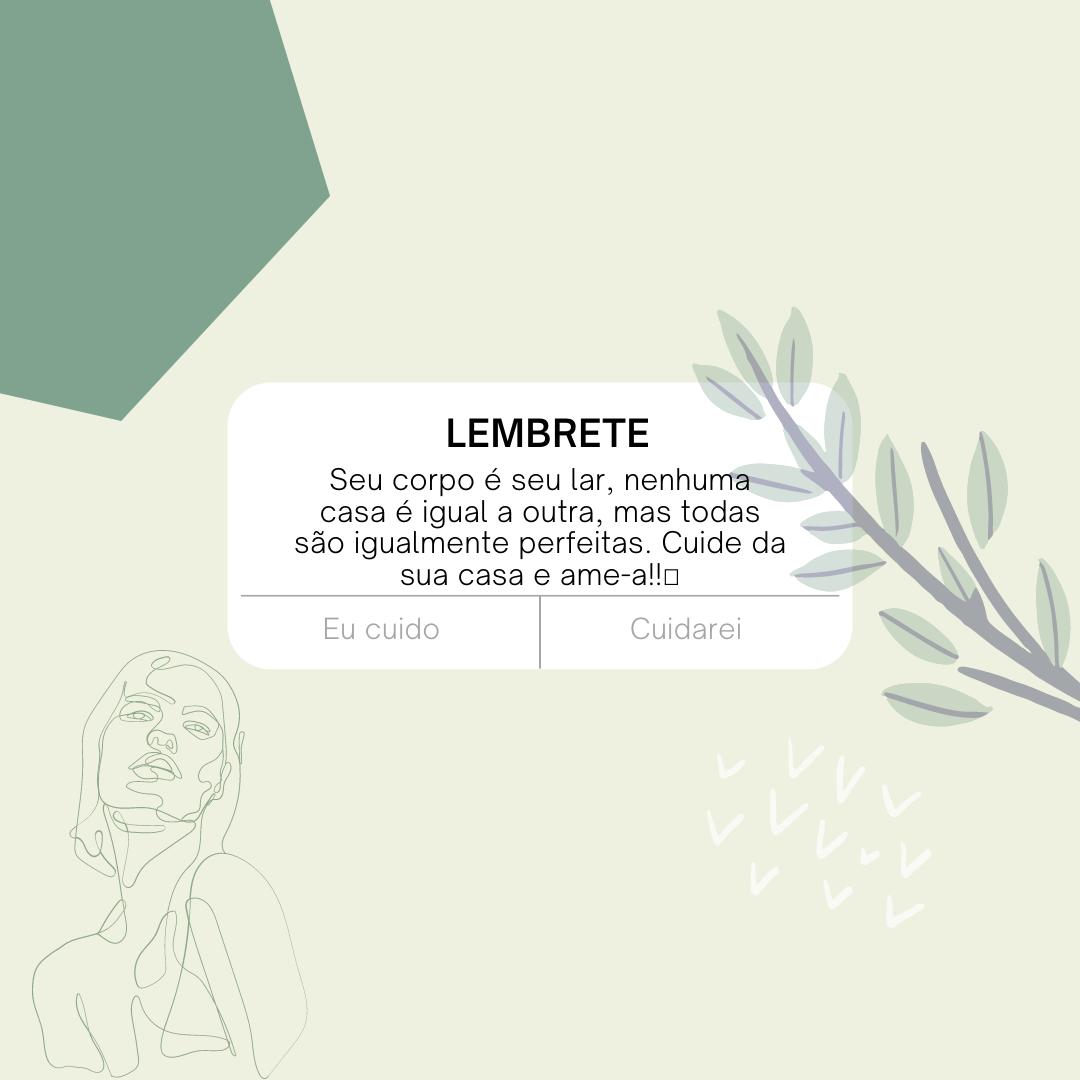 LEMBRETE
Seu corpo é seu lar, nenhuma
casa é igual a outra, mas todas
são igualmente perfeitas. Cuide da
sua casa e ame-a!!□
Eu cuido
Cuidarei